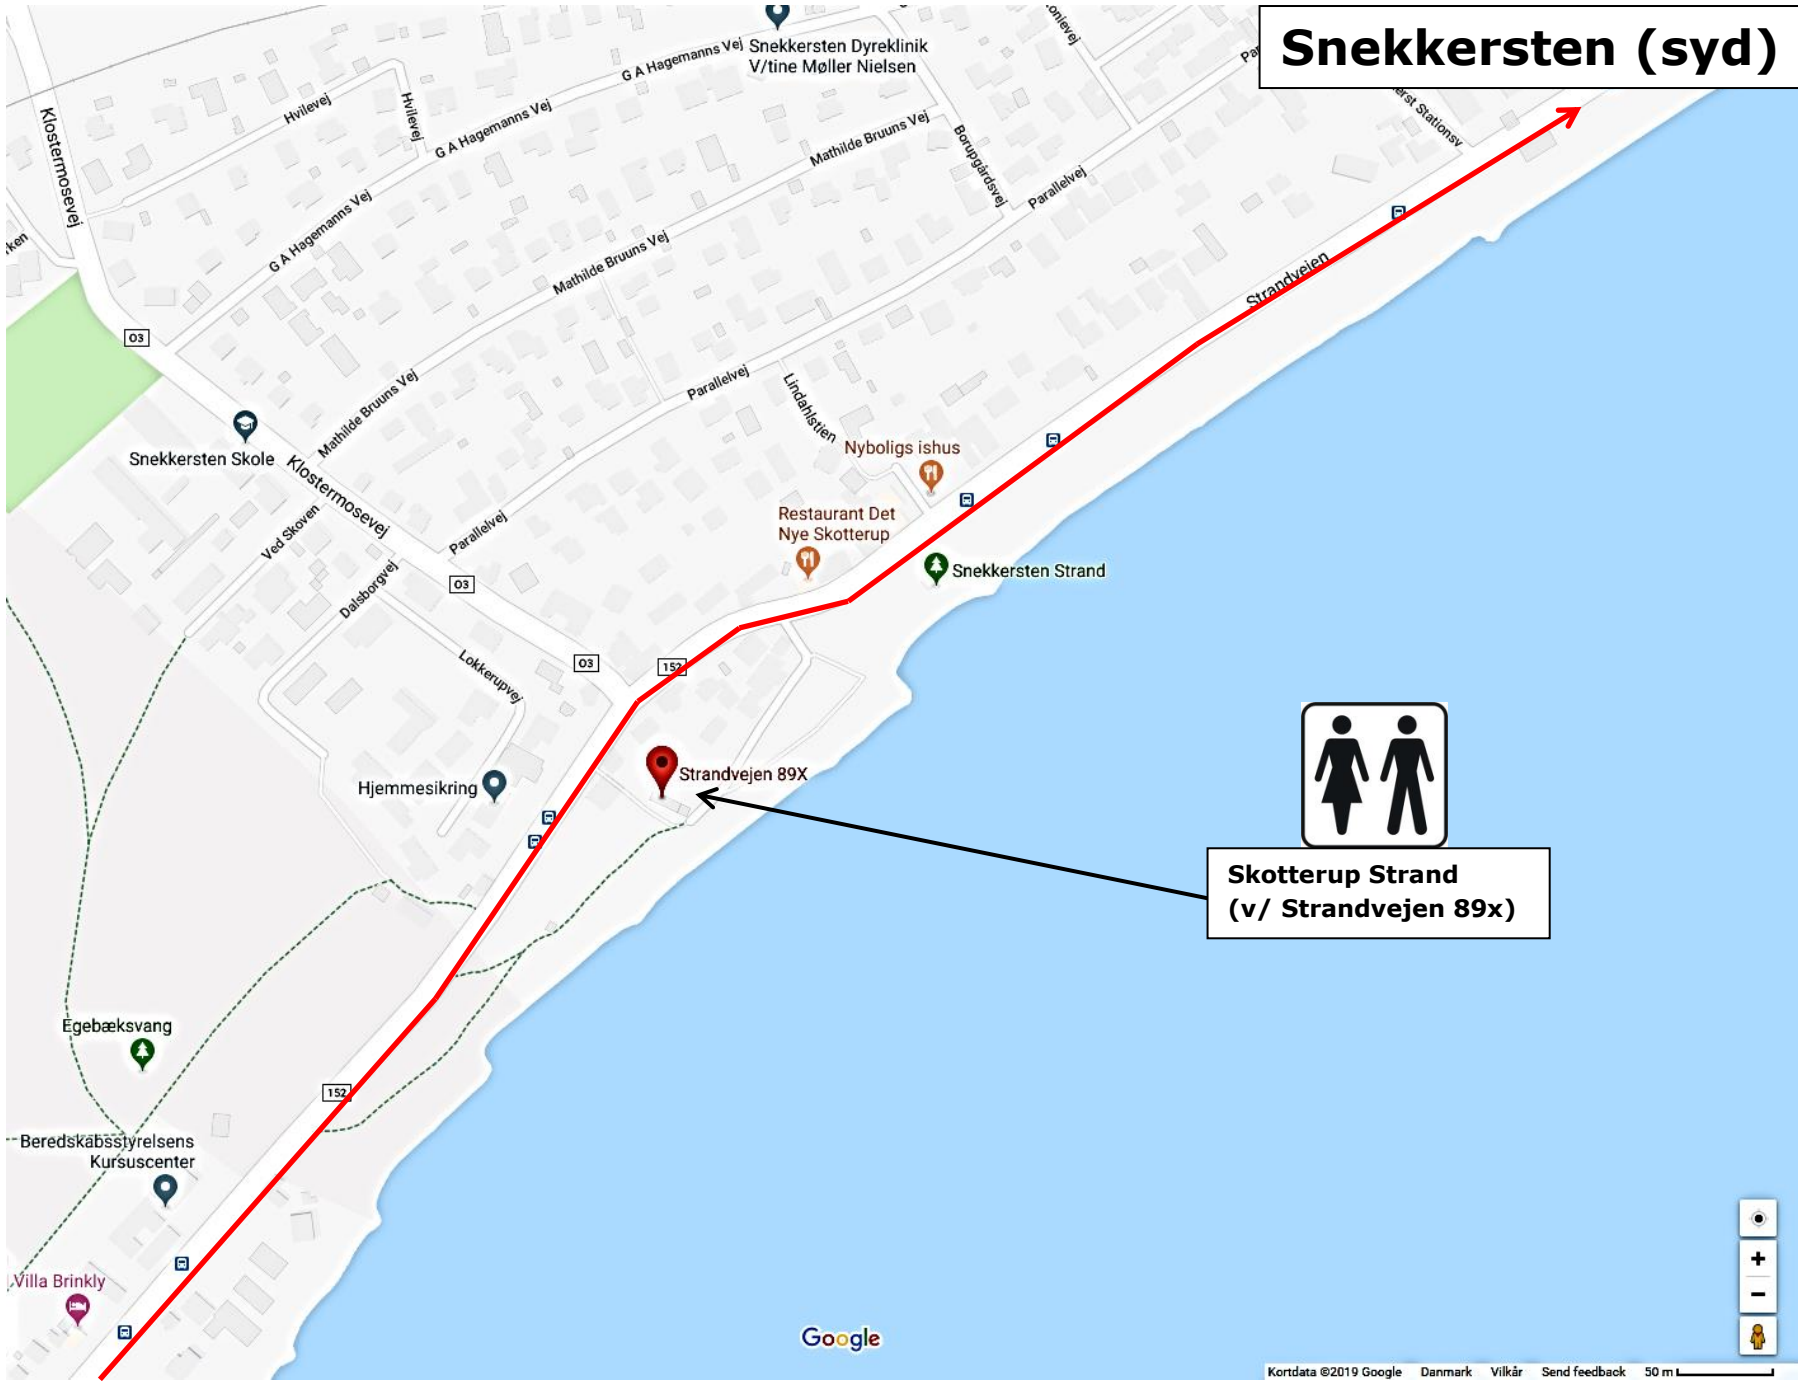 Snekkersten (syd)
Snekkersten Dyreklinik
V/tine Møller Nielsen
G A Hagemanns Vej
Hvilevej
Hvilevej
G A Hagemanns Vej
Klostermosevej
Mathilde Bruuns Vej
Borupgårdsvej
Parallelvej
G A Hagemanns Vej
Mathilde Bruuns Vej
Strandvejen
03
Parallelvej
Lindahlstien
Mathilde Bruuns Vej
Snekkersten Skole
Klostermosevej
Nyboligs ishus
Ved Skoven
Parallelvej
Restaurant Det
Nye Skotterup
Dalsborgvej
03
Snekkersten Strand
Lokkerupvej
03
152
Strandvejen 89X
Hjemmesikring
Skotterup Strand
(v/ Strandvejen 89x)
Egebæksvang
152
Beredskabsstyrelsens
Kursuscenter
Villa Brinkly
Google
Kortdata ©2019 Google Danmark Vilkår Send feedback 50 m